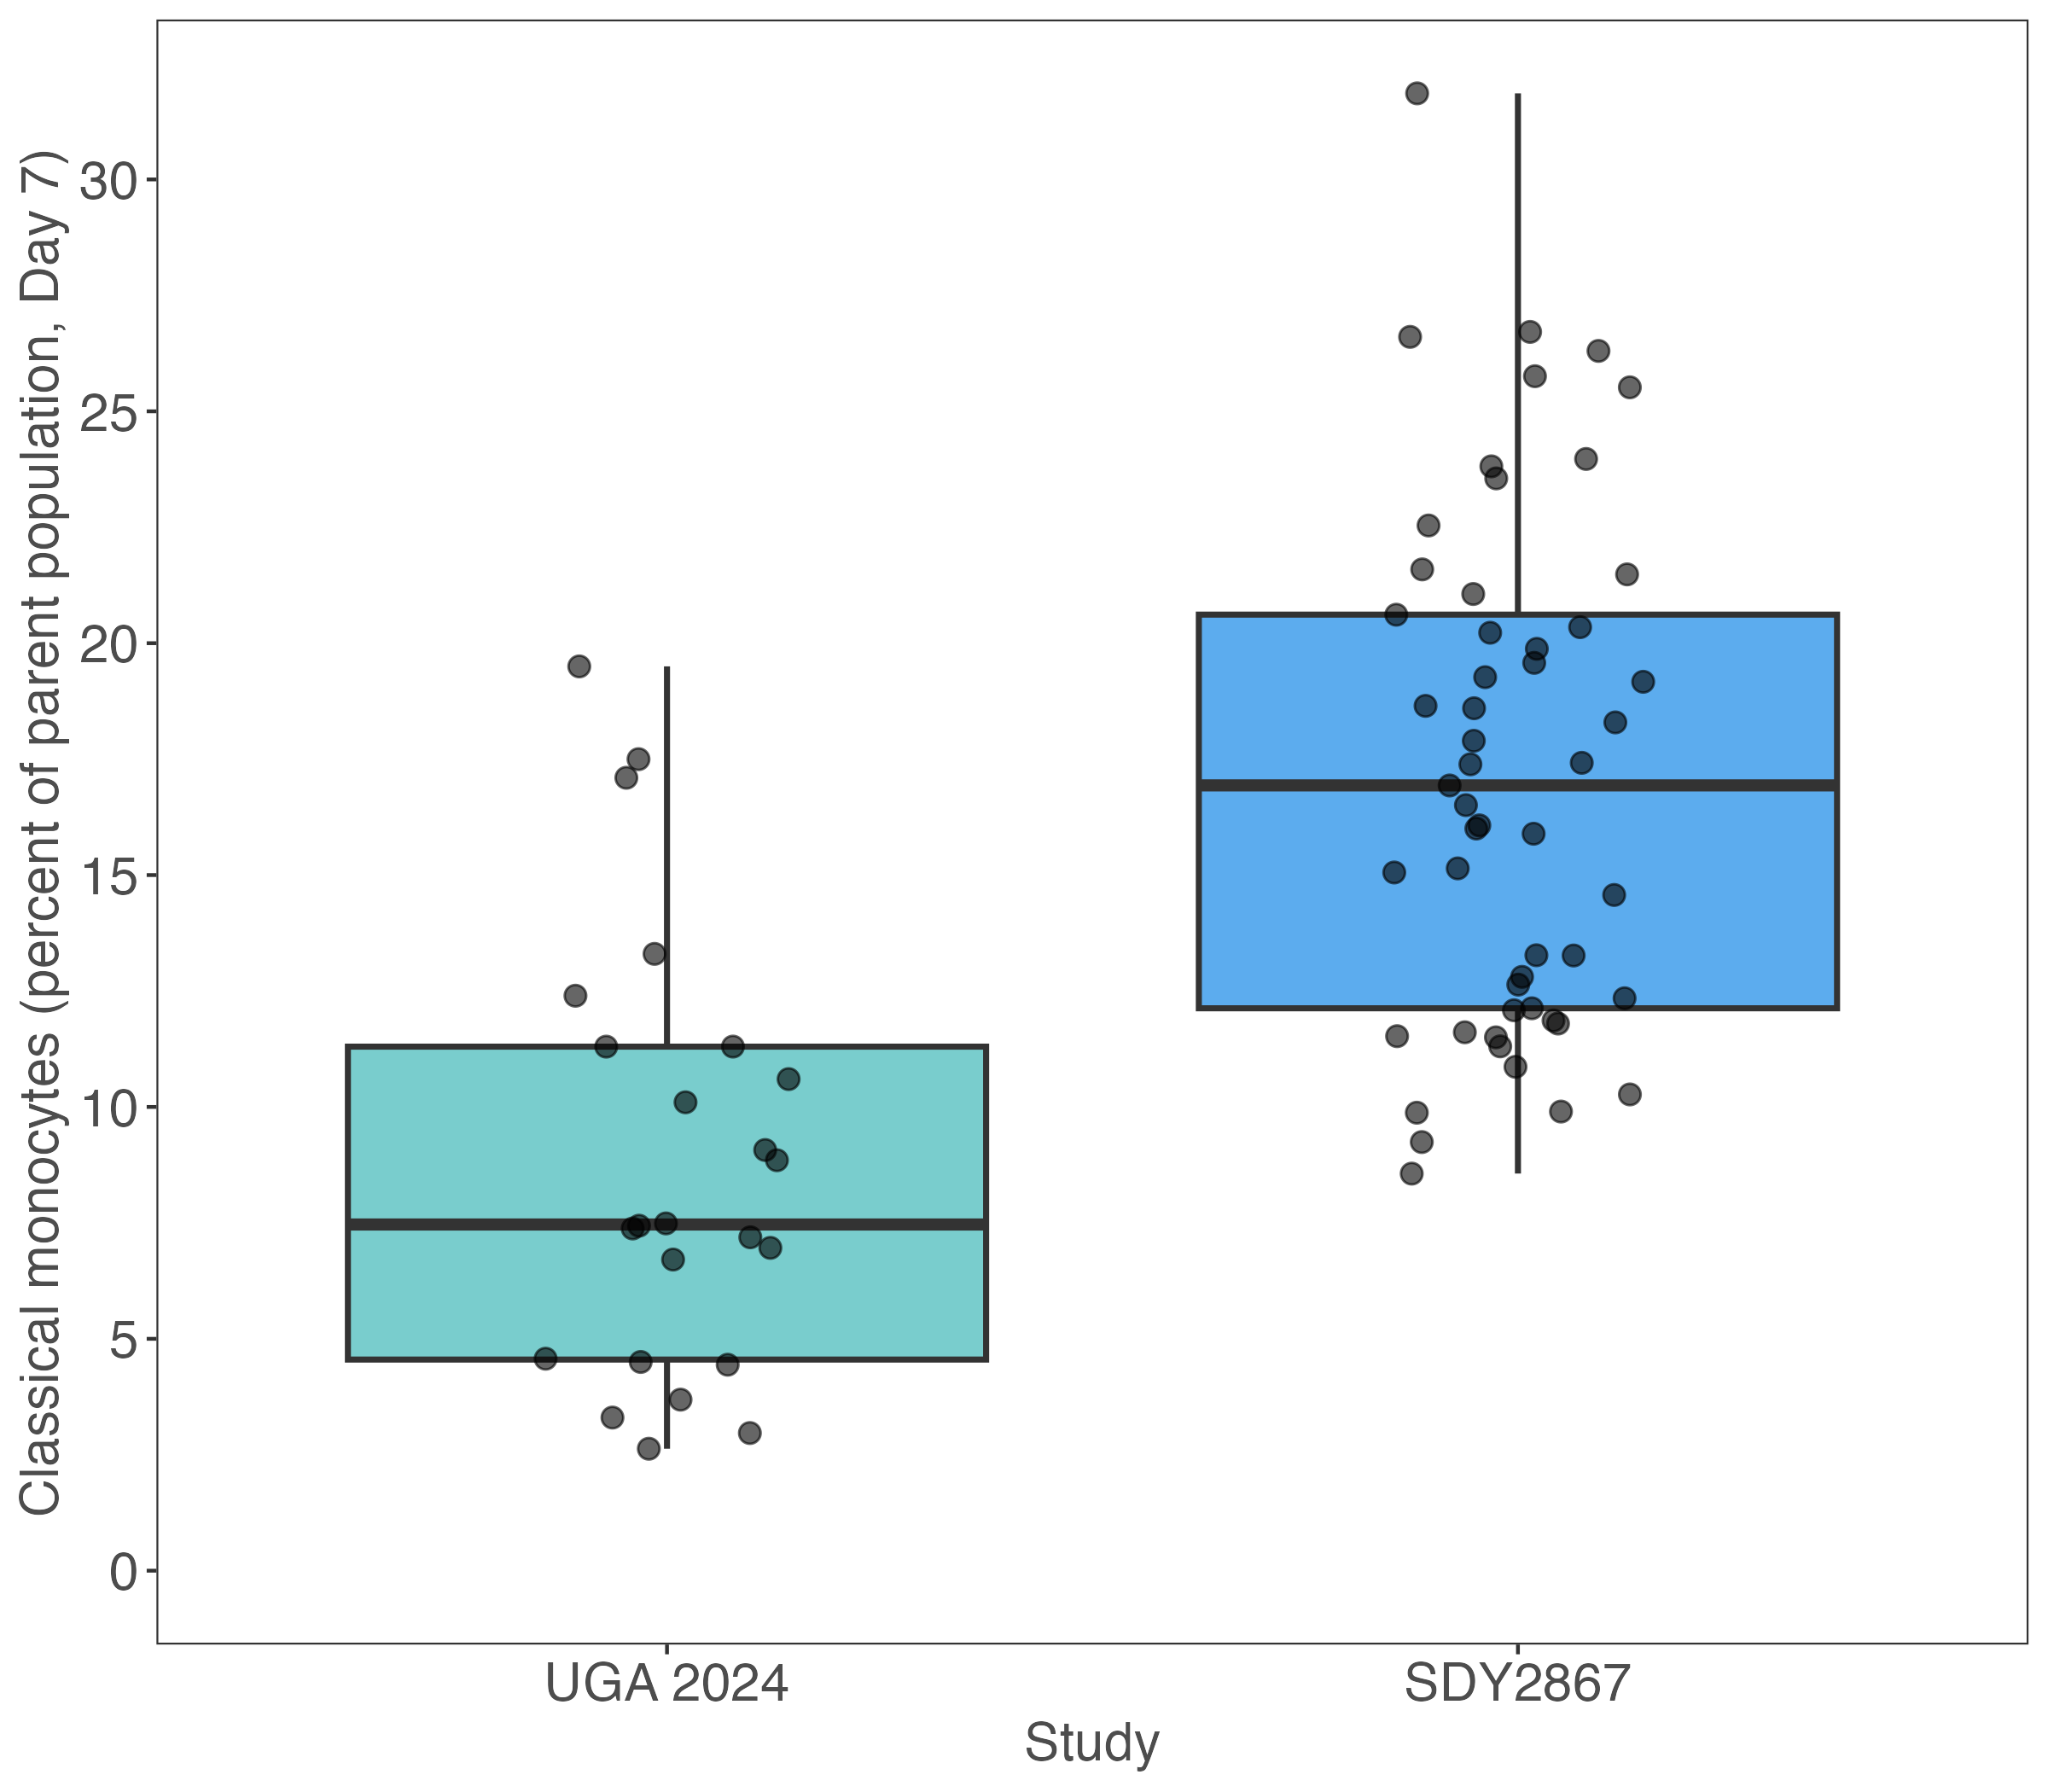 Classical monocytes (percent of parent population, Day 7)
30
25
20
15
10
5
0
UGA 2024
SDY2867
Study